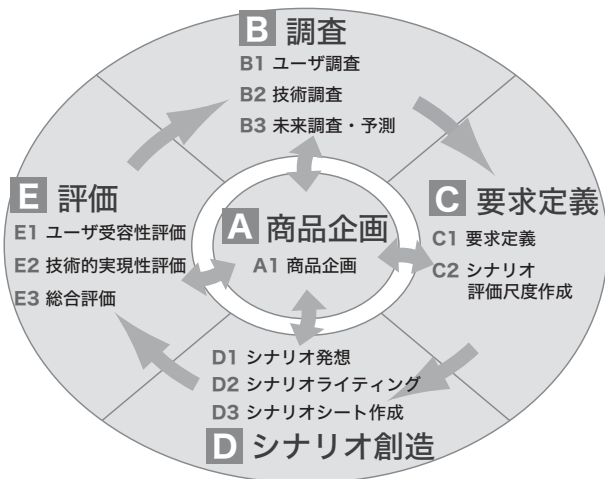 B 調査
B1 ユーザ調査
B2 技術調査
B3 未来調査・予測
E 評価
E1 ユーザ受容性評価
E2 技術的実現性評価
E3 総合評価
A 商品企画
A1 商品企画
C 要求定義
C1 要求定義
C2 シナリオ
評価尺度作成
D1 シナリオ発想
D2 シナリオライティング
D3 シナリオシート作成
D シナリオ創造